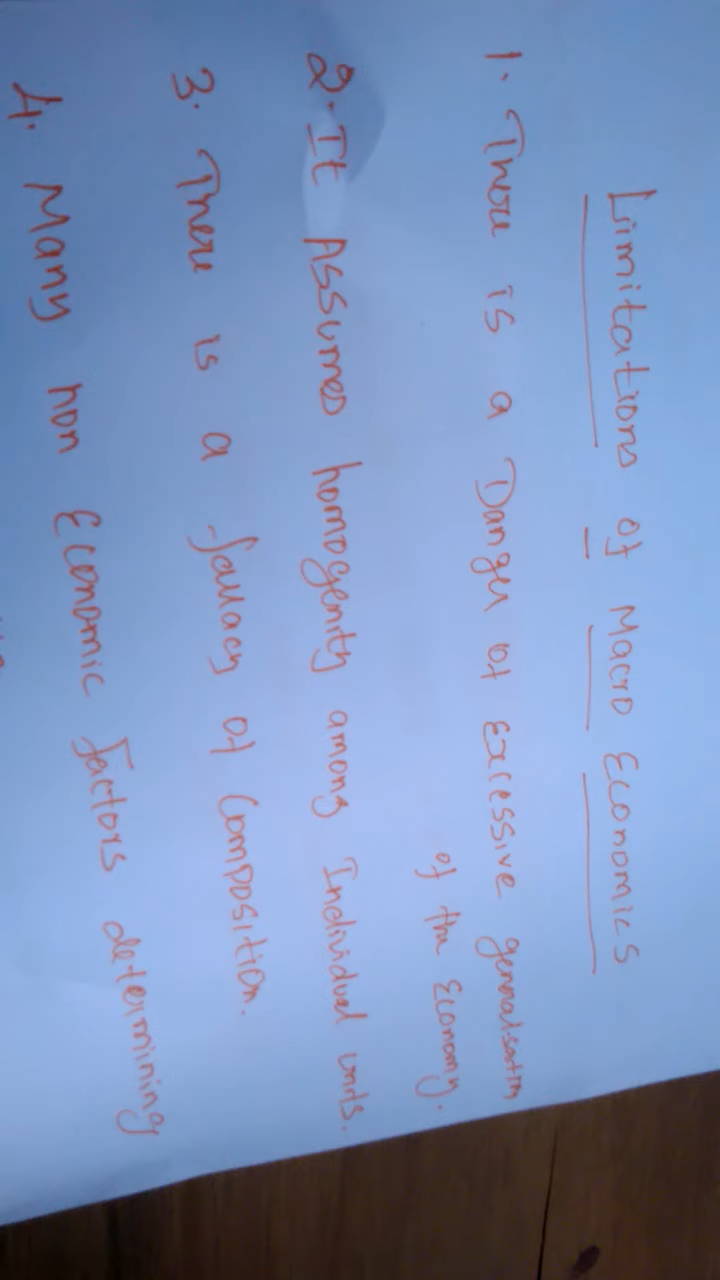 Limitations of Macro Economics
1. There is a Danger of Excessive generalisation
of the Economy.
2. It Assumes homogenity among Individual units.
3. There is a fallacy of Composition.
4. Many non Economic factors determining